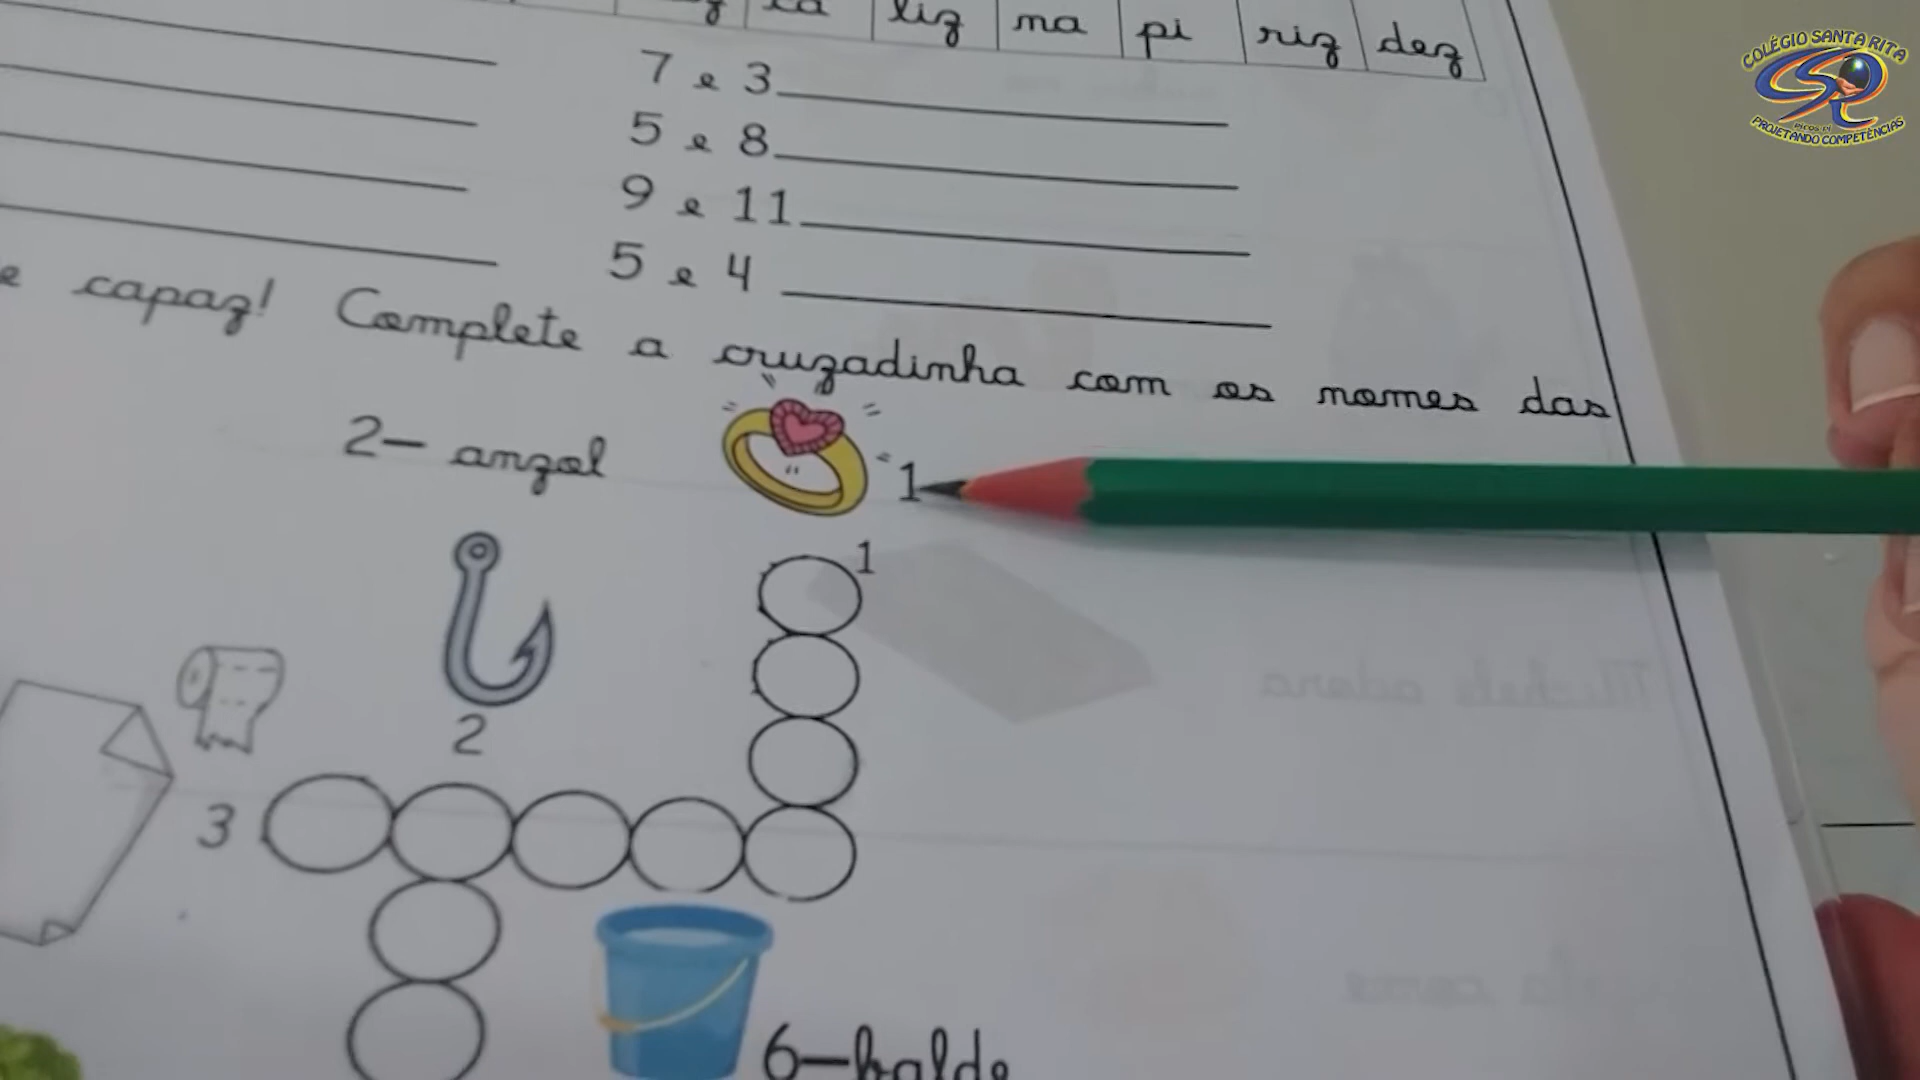 liz ma pi riz dez
7 e 3
5 e 8
9 e 11
5 e 4
e capaz! Complete a cruzadinha com os nomes das
2- anzol
1
1
2
3
6-balde
COLÉGIO SANTA RITA
PROJETANDO COMPETÊNCIAS